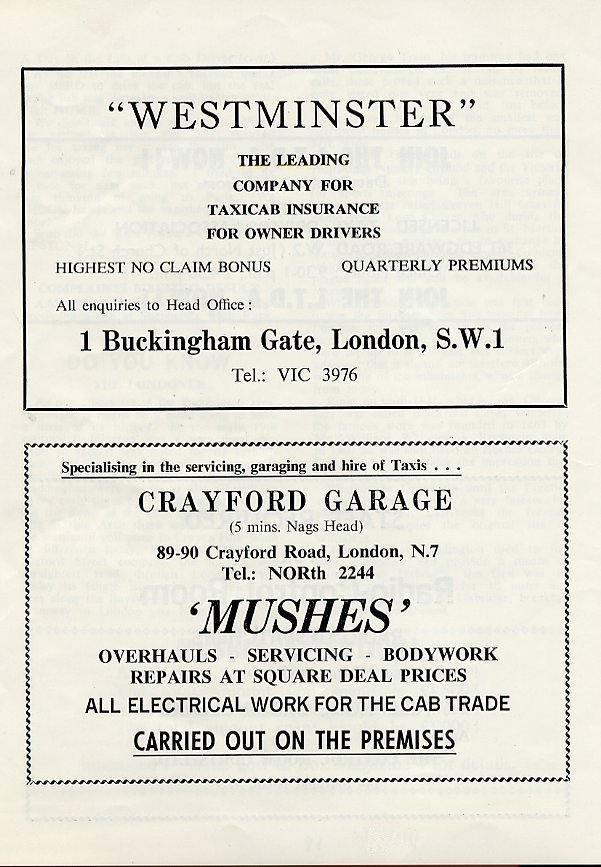 “WESTMINSTER”
THE LEADING
COMPANY FOR
TAXICAB INSURANCE
FOR OWNER DRIVERS
HIGHEST NO CLAIM BONUS QUARTERLY PREMIUMS
All enquiries to Head Office :
1 Buckingham Gate, London, S.W.1
Tel.: VIC 3976
Specialising in the servicing, garaging and hire of Taxis . . .
CRAYFORD GARAGE
(5 mins. Nags Head)
89-90 Crayford Road, London, N.7
Tel.: NORth 2244
‘MUSHES’
OVERHAULS - SERVICING - BODYWORK
REPAIRS AT SQUARE DEAL PRICES
ALL ELECTRICAL WORK FOR THE CAB TRADE
CARRIED OUT ON THE PREMISES